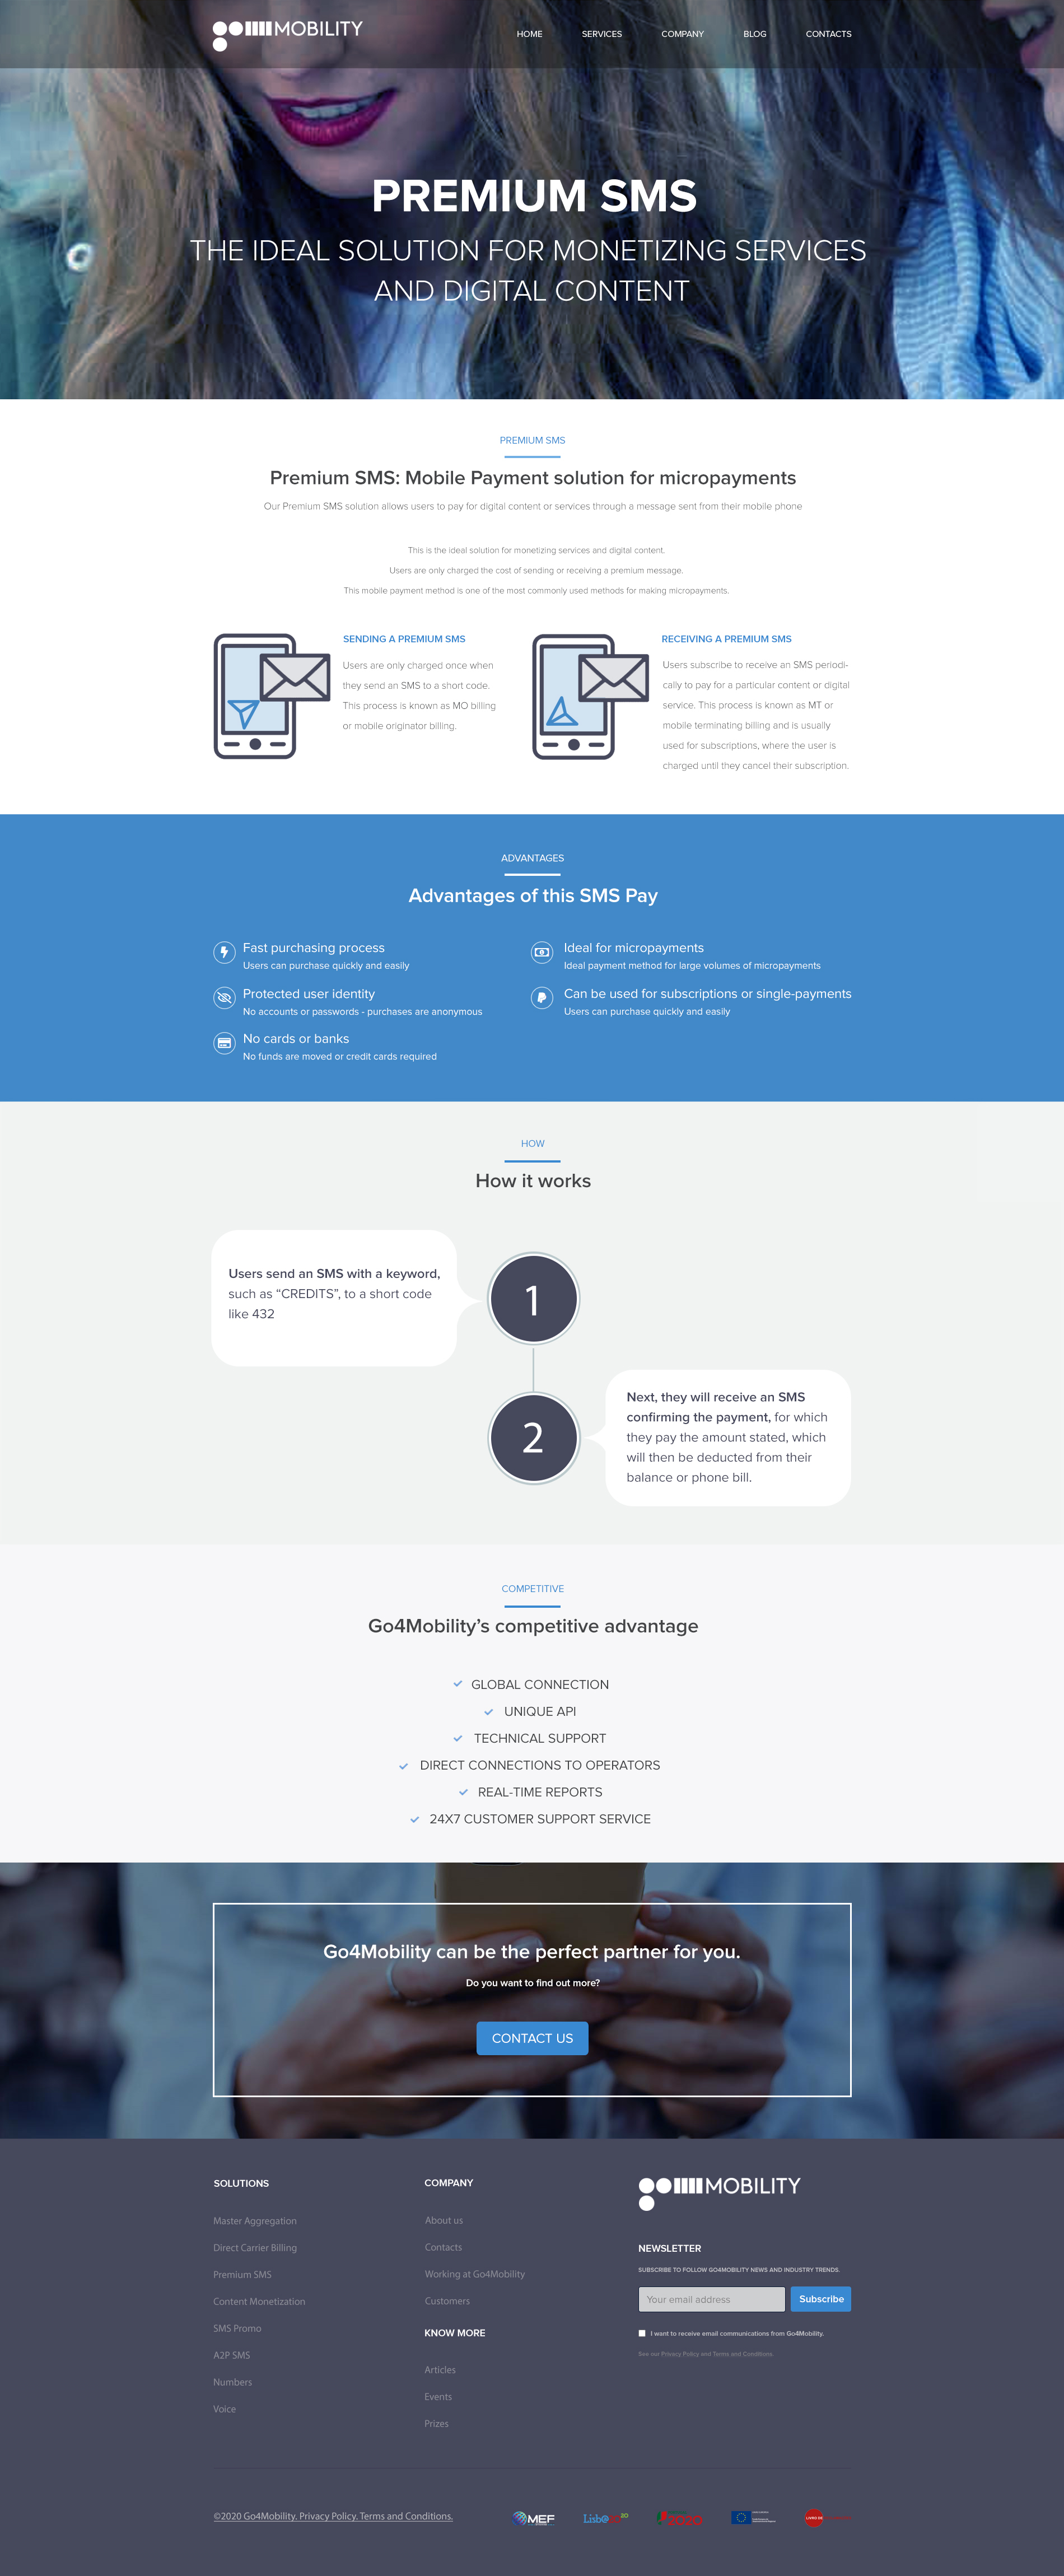 MOBILITY
HOME
SERVICES
COMPANY
BLOG
CONTACTS
PREMIUM SMS
THE IDEAL SOLUTION FOR MONETIZING SERVICES
AND DIGITAL CONTENT
PREMIUM SMS
Premium SMS: Mobile Payment solution for micropayments
Our Premium SMS solution allows users to pay for digital content or services through a message sent from their mobile phone
This is the ideal solution for monetizing services and digital content.
Users are only charged the cost of sending or receiving a premium message.
This mobile payment method is one of the most commonly used methods for making micropayments.
SENDING A PREMIUM SMS
Users are only charged once when
they send an SMS to a short code.
This process is known as MO billing
or mobile originator billing.
RECEIVING A PREMIUM SMS
Users subscribe to receive an SMS periodi-
cally to pay for a particular content or digital
service. This process is known as MT or
mobile terminating billing and is usually
used for subscriptions, where the user is
charged until they cancel their subscription.
ADVANTAGES
Advantages of this SMS Pay
Fast purchasing process
Users can purchase quickly and easily
Protected user identity
No accounts or passwords - purchases are anonymous
No cards or banks
No funds are moved or credit cards required
Ideal for micropayments
Ideal payment method for large volumes of micropayments
Can be used for subscriptions or single-payments
Users can purchase quickly and easily
HOW
How it works
Users send an SMS with a keyword,
such as “CREDITS”, to a short code
like 432
1
2
Next, they will receive an SMS
confirming the payment, for which
they pay the amount stated, which
will then be deducted from their
balance or phone bill.
COMPETITIVE
Go4Mobility’s competitive advantage
GLOBAL CONNECTION
UNIQUE API
TECHNICAL SUPPORT
DIRECT CONNECTIONS TO OPERATORS
REAL-TIME REPORTS
24X7 CUSTOMER SUPPORT SERVICE
Go4Mobility can be the perfect partner for you.
Do you want to find out more?
CONTACT US
SOLUTIONS
Master Aggregation
Direct Carrier Billing
Premium SMS
Content Monetization
SMS Promo
A2P SMS
Numbers
Voice
COMPANY
About us
Contacts
Working at Go4Mobility
Customers
KNOW MORE
Articles
Events
Prizes
MOBILITY
NEWSLETTER
SUBSCRIBE TO FOLLOW GO4MOBILITY NEWS AND INDUSTRY TRENDS.
Your email address
Subscribe
I want to receive email communications from Go4Mobility.
See our Privacy Policy and Terms and Conditions.
©2020 Go4Mobility. Privacy Policy. Terms and Conditions.
MEF
Lisb@20
2020
LIVRO DE